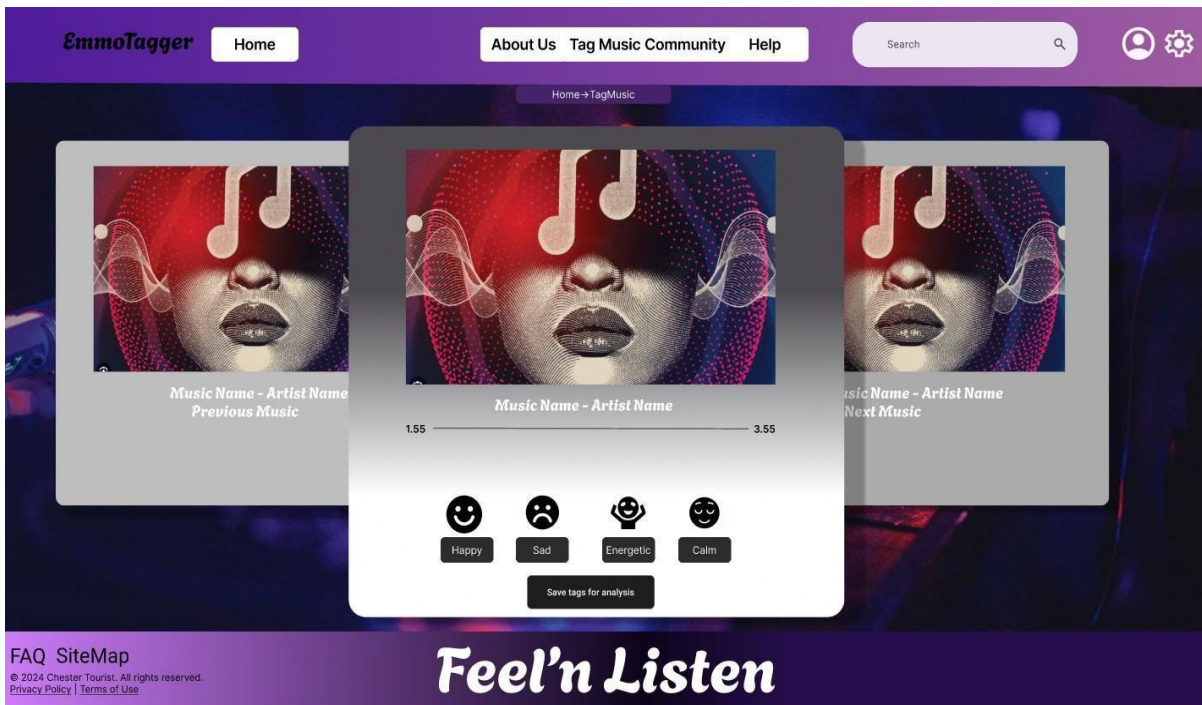 EmmoTagger
Home
About Us Tag Music Community Help
Search
Home→TagMusic
Music Name - Artist Name
Previous Music
Music Name - Artist Name
1.55
3.55
usic Name - Artist Name
Next Music
Happy
Sad
Energetic
Calm
Save tags for analysis
FAQ SiteMap
© 2024 Chester Tourist. All rights reserved.
Privacy Policy | Terms of Use
Feel'n Listen